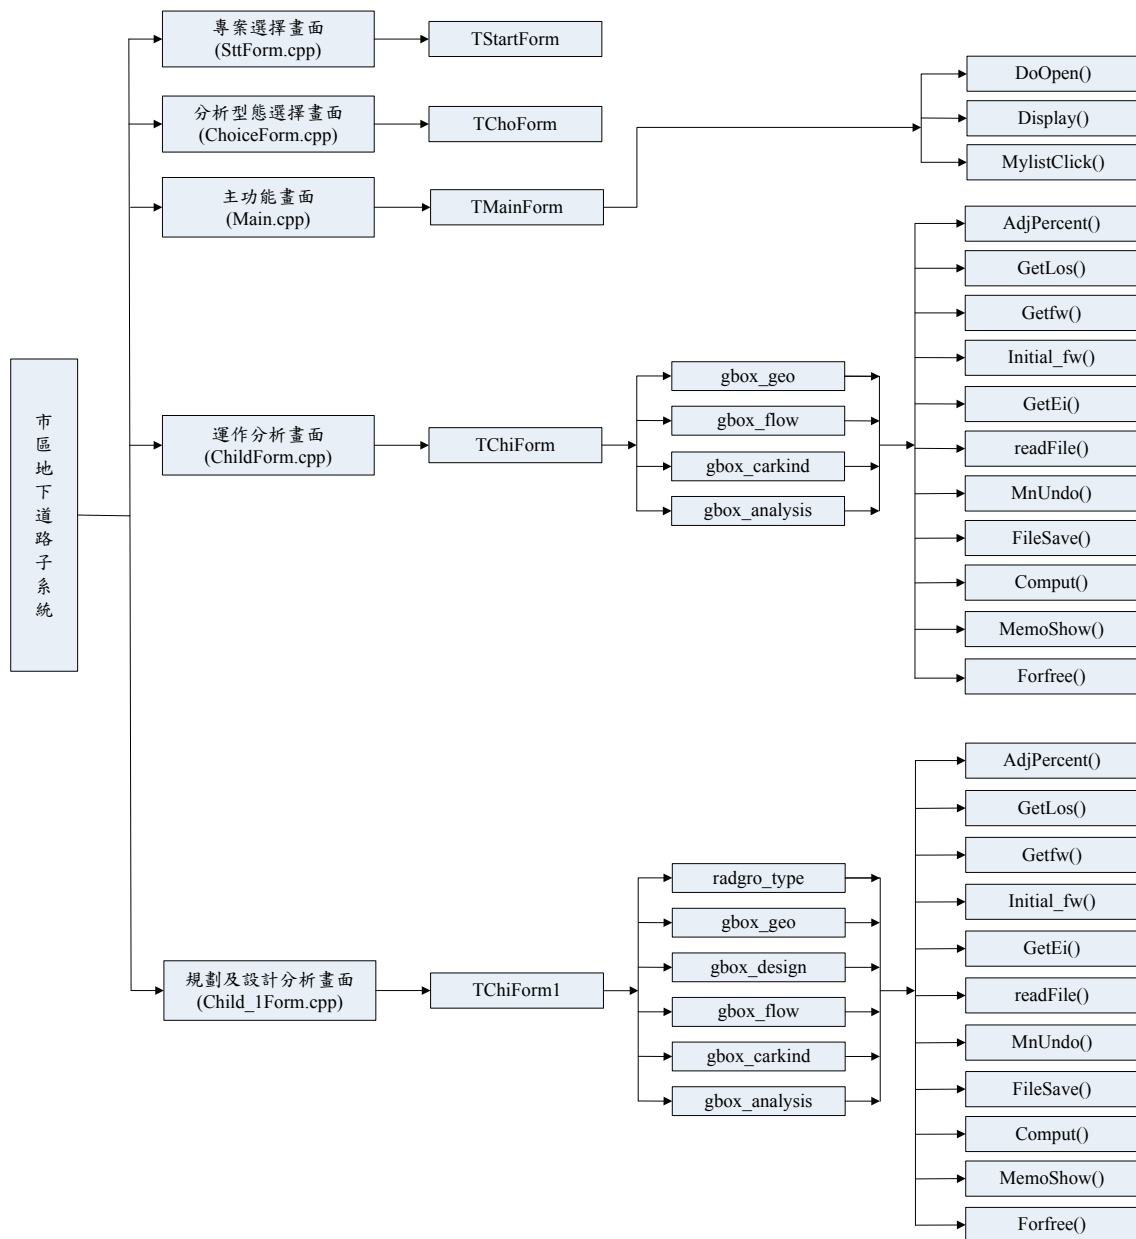 市區地下道路子系統
專案選擇畫面
(SttForm.cpp)
TStartForm
分析型態選擇畫面
(ChoiceForm.cpp)
TChoForm
主功能畫面
(Main.cpp)
TMainForm
DoOpen()
Display()
MylistClick()
運作分析畫面
(ChildForm.cpp)
TChiForm
gbox_geo
gbox_flow
gbox_carkind
gbox_analysis
AdjPercent()
GetLos()
Getfw()
Initial_fw()
GetEi()
readFile()
MnUndo()
FileSave()
Comput()
MemoShow()
Forfree()
規劃及設計分析畫面
(Child_1Form.cpp)
TChiForm1
radgro_type
gbox_geo
gbox_design
gbox_flow
gbox_carkind
gbox_analysis
AdjPercent()
GetLos()
Getfw()
Initial_fw()
GetEi()
readFile()
MnUndo()
FileSave()
Comput()
MemoShow()
Forfree()